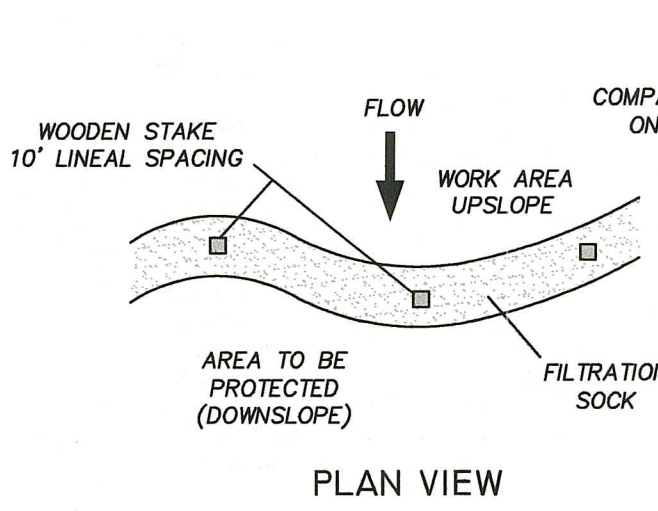 FLOW
WOODEN STAKE
10' LINEAL SPACING
WORK AREA
UPSLOPE
AREA TO BE
PROTECTED
(DOWNSLOPE)
SOCK
PLAN VIEW